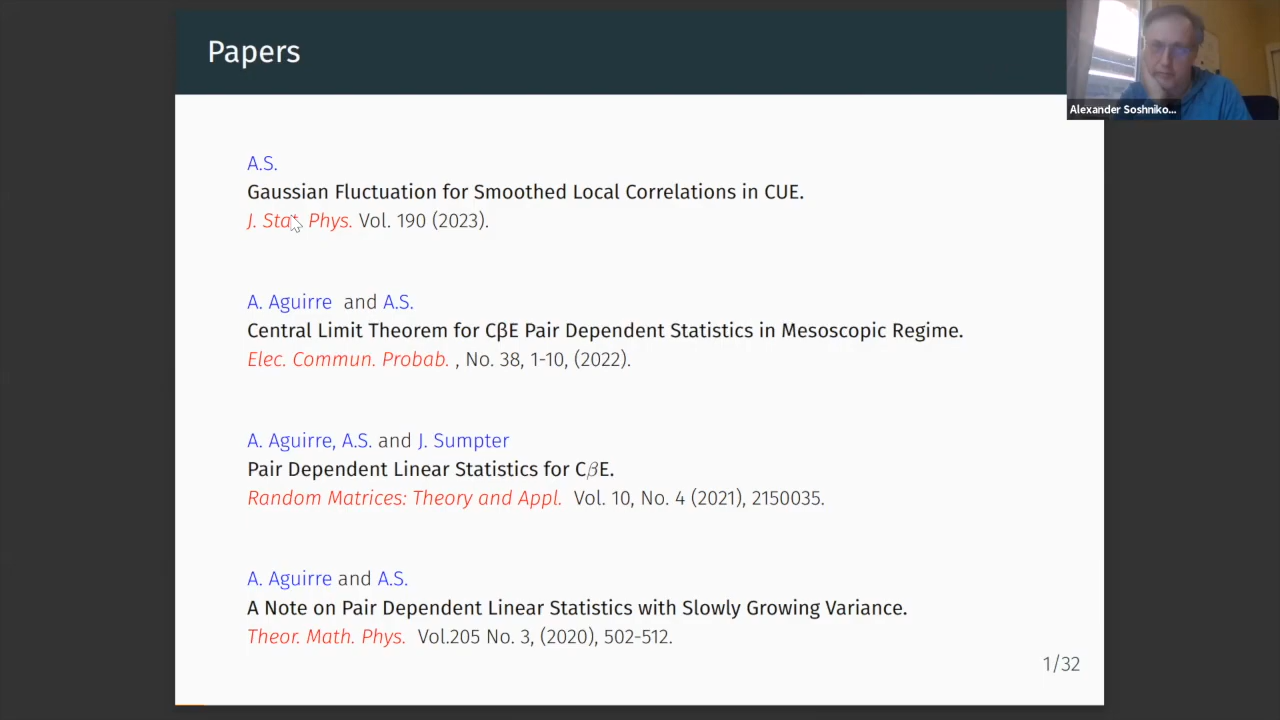 Papers
Alexander Soshniko...
A.S.
Gaussian Fluctuation for Smoothed Local Correlations in CUE.
J. Stat. Phys. Vol. 190 (2023).
A. Aguirre and A.S.
Central Limit Theorem for CβE Pair Dependent Statistics in Mesoscopic Regime.
Elec. Commun. Probab. , No. 38, 1-10, (2022).
A. Aguirre, A.S. and J. Sumpter
Pair Dependent Linear Statistics for CβE.
Random Matrices: Theory and Appl. Vol. 10, No. 4 (2021), 2150035.
A. Aguirre and A.S.
A Note on Pair Dependent Linear Statistics with Slowly Growing Variance.
Theor. Math. Phys. Vol.205 No. 3, (2020), 502-512.
1/32